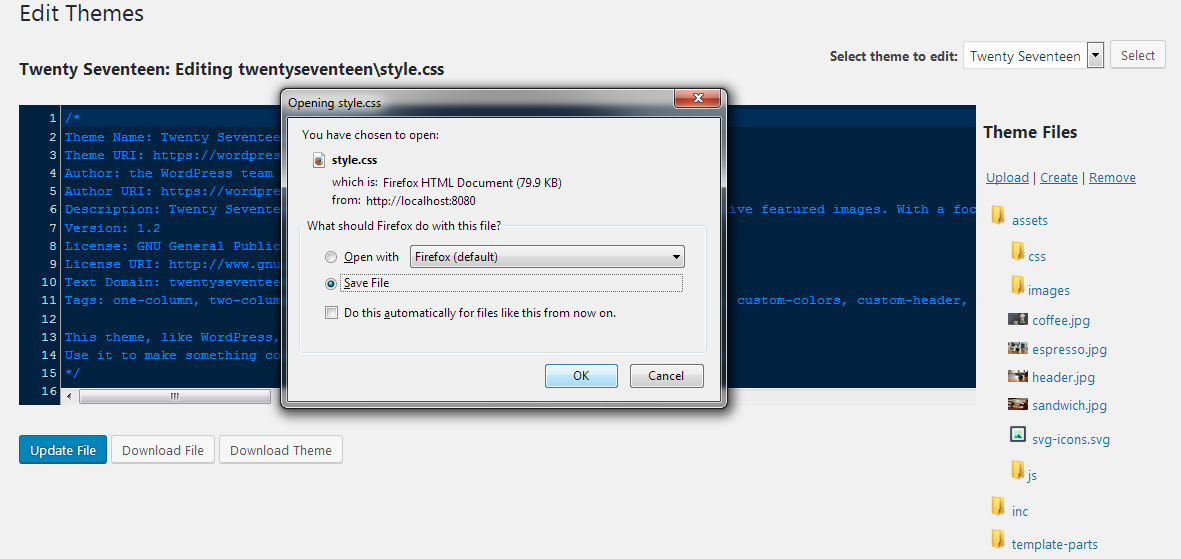 Edit Themes
Select theme to edit: Twenty Seventeen Select
Twenty Seventeen: Editing twentyseventeen\style.css
Opening style.css
You have chosen to open:
style.css
which is: Firefox HTML Document (79.9 KB)
from: http://localhost:8080
What should Firefox do with this file?
Open with Firefox (default)
Save File
Do this automatically for files like this from now on.
OK Cancel
1 /*
2 Theme Name: Twenty Seventee
3 Theme URI: https://wordpres
4 Author: the WordPress team
5 Author URI: https://wordpre
6 Description: Twenty Sevente ive featured images. With a foc
7 Version: 1.2
8 License: GNU General Public
9 License URI: http://www.gnu
10 Text Domain: twentyseventee
11 Tags: one-column, two-colum custom-colors, custom-header,
12
13 This theme, like WordPress,
14 Use it to make something co
15 */
16
Update File Download File Download Theme
Theme Files
Upload | Create | Remove
assets
css
images
coffee.jpg
espresso.jpg
header.jpg
sandwich.jpg
svg-icons.svg
js
inc
template-parts